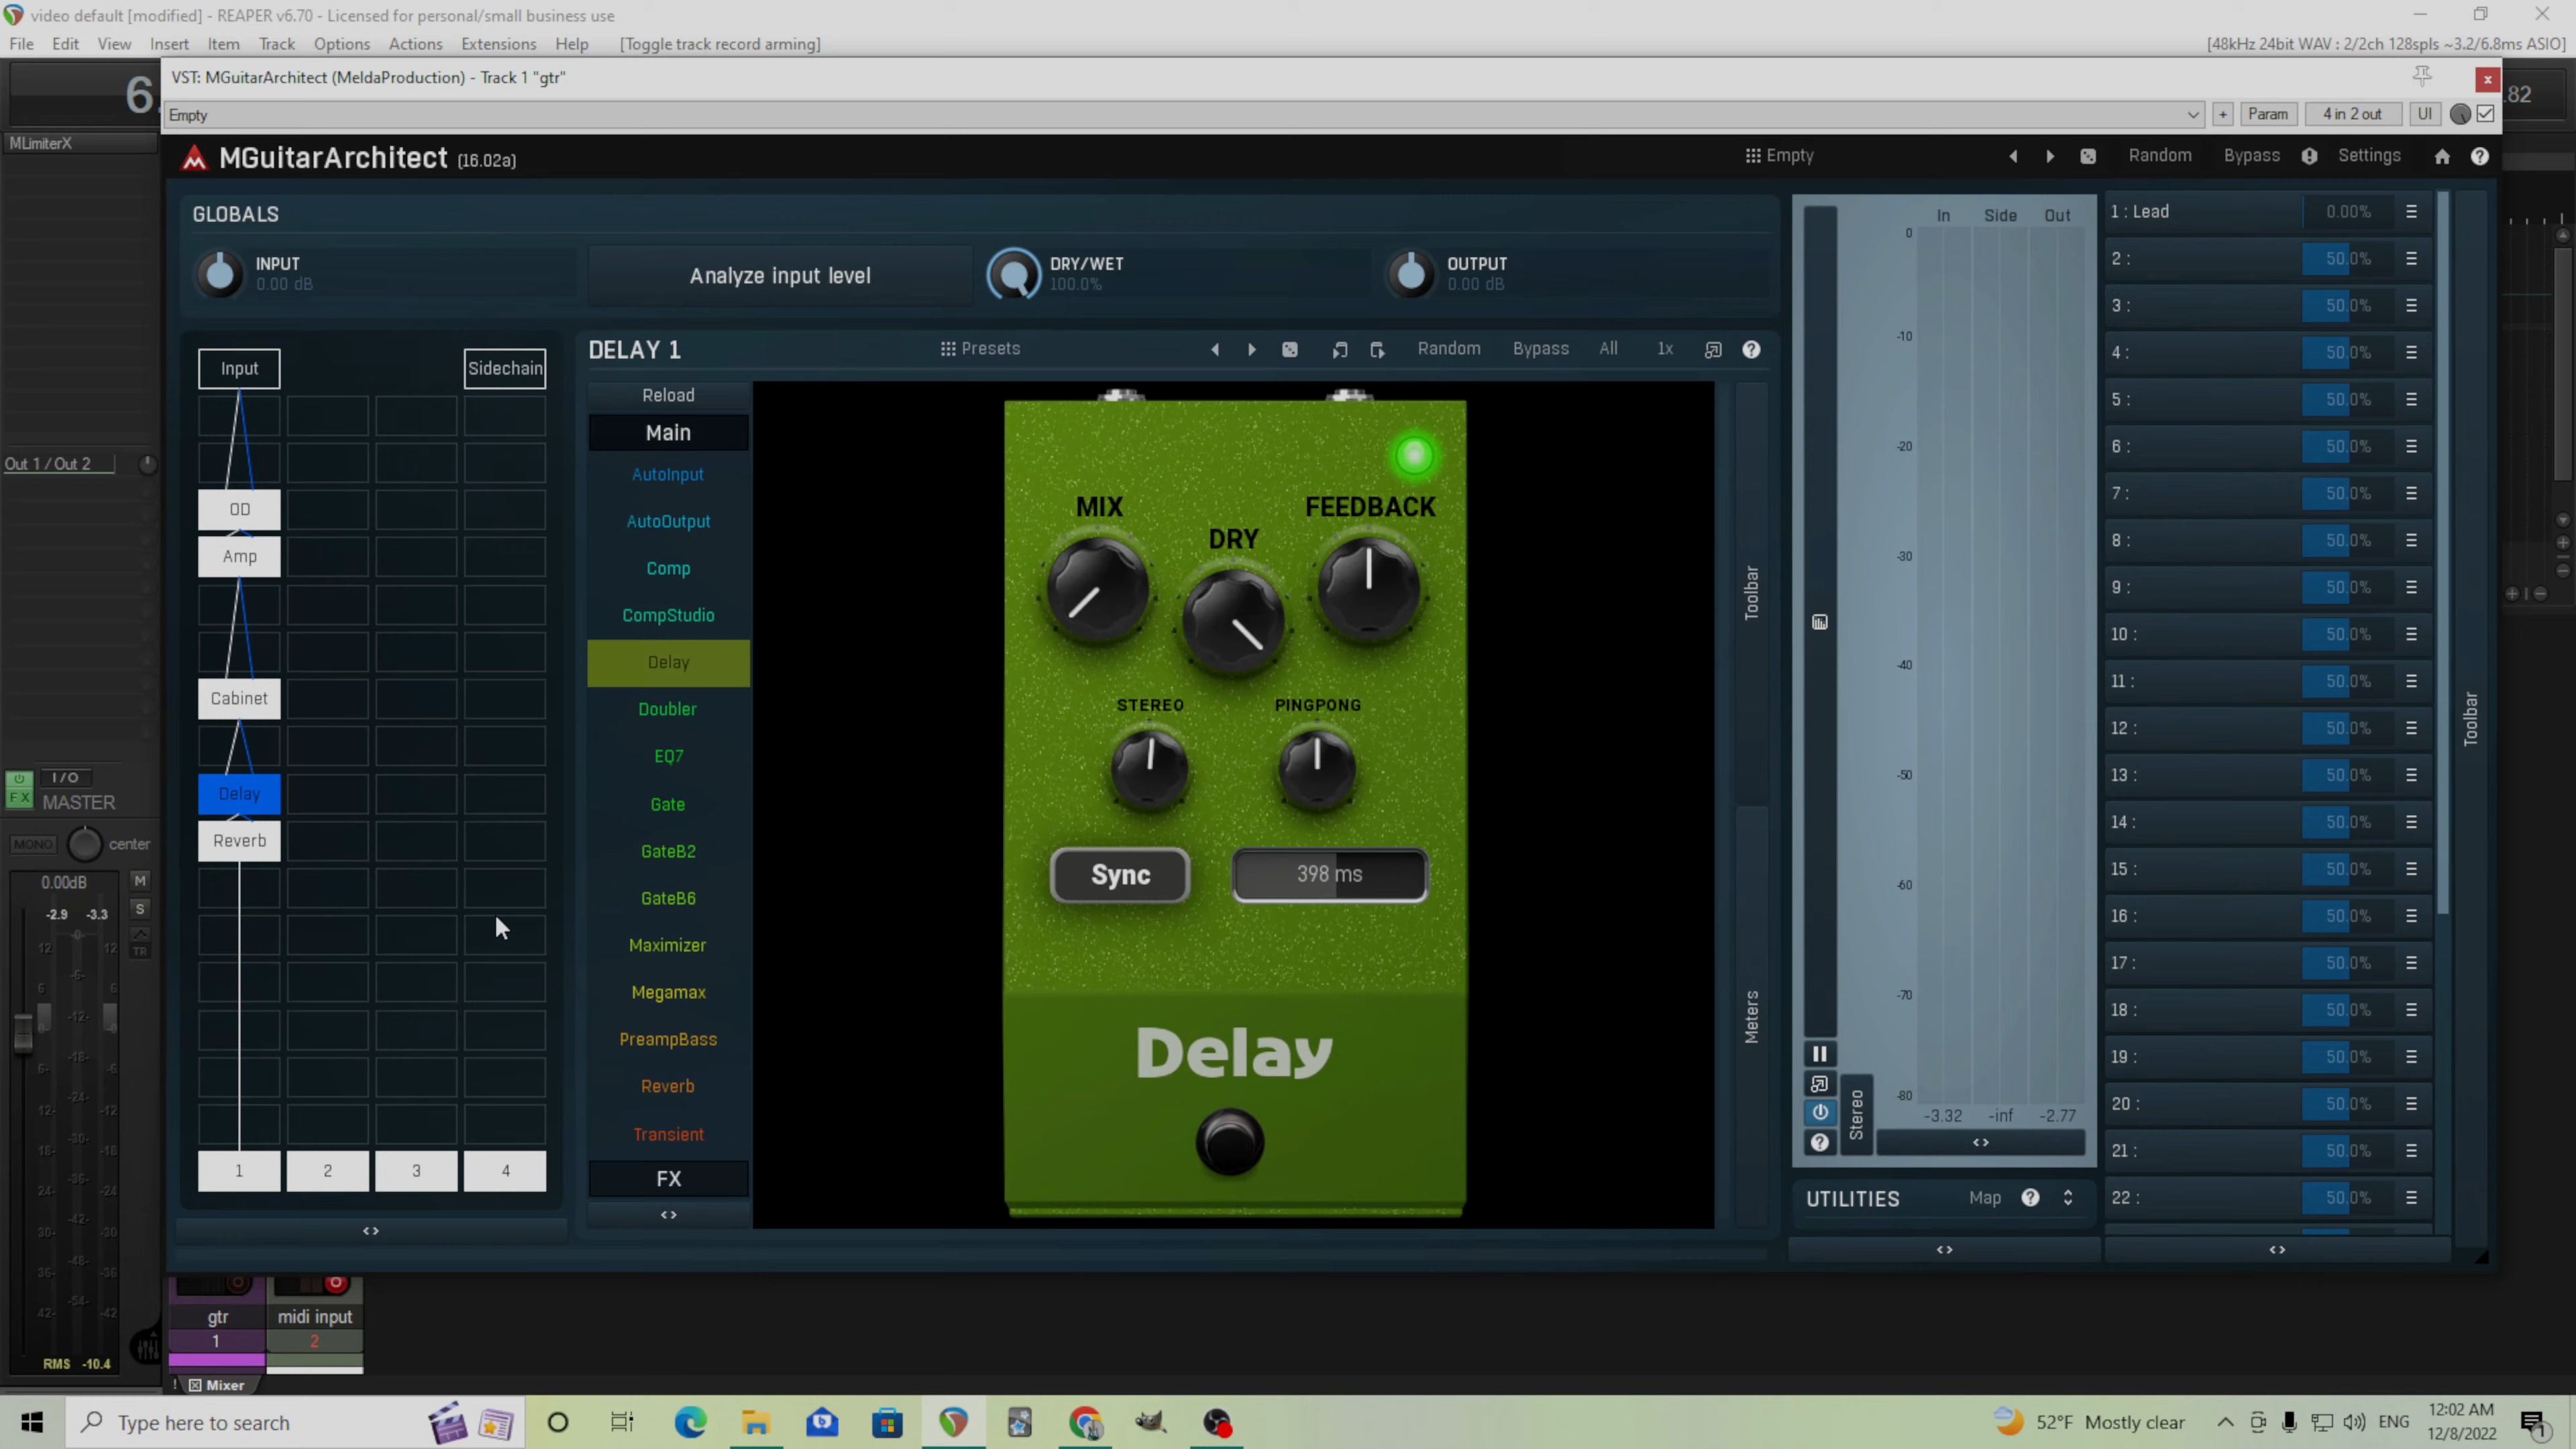 video default [modified] - REAPER v6.70 - Licensed for personal/small business use
File Edit View Insert Item Track Options Actions Extensions Help [Toggle track record arming] [48kHz 24bit WAV : 2/2ch 128spls ~3.2/6.8ms ASIO]
VST: MGuitarArchitect (MeldaProduction) - Track 1 "gtr"
6. .82
Empty + Param 4 in 2 out UI
MLimiterX
MGuitarArchitect (16.02a) Empty Random Bypass Settings
GLOBALS
INPUT 0.00 dB
Analyze input level
DRY/WET 100.0%
OUTPUT 0.00 dB
Input Sidechain
OD
Amp
Cabinet
Delay
Reverb
1 2 3 4
DELAY 1 Presets Random Bypass All 1x
Reload
Main
AutoInput
AutoOutput
Comp
CompStudio
Delay
Doubler
EQ7
Gate
GateB2
GateB6
Maximizer
Megamax
PreampBass
Reverb
Transient
FX
MIX DRY FEEDBACK
STEREO PINGPONG
Sync 398 ms
Delay
Toolbar
Meters
In Side Out
0
-10
-20
-30
-40
-50
-60
-70
-80
-3.32 -inf -2.77
Stereo
UTILITIES Map
1 : Lead 0.00%
2 : 50.0%
3 : 50.0%
4 : 50.0%
5 : 50.0%
6 : 50.0%
7 : 50.0%
8 : 50.0%
9 : 50.0%
10 : 50.0%
11 : 50.0%
12 : 50.0%
13 : 50.0%
14 : 50.0%
15 : 50.0%
16 : 50.0%
17 : 50.0%
18 : 50.0%
19 : 50.0%
20 : 50.0%
21 : 50.0%
22 : 50.0%
Toolbar
Out 1 / Out 2
I/O
FX MASTER
MONO center
0.00dB M
-2.9 -3.3 S
TR
RMS -10.4
gtr midi input
1 2
Mixer
Type here to search
52°F Mostly clear ENG 12:02 AM
12/8/2022